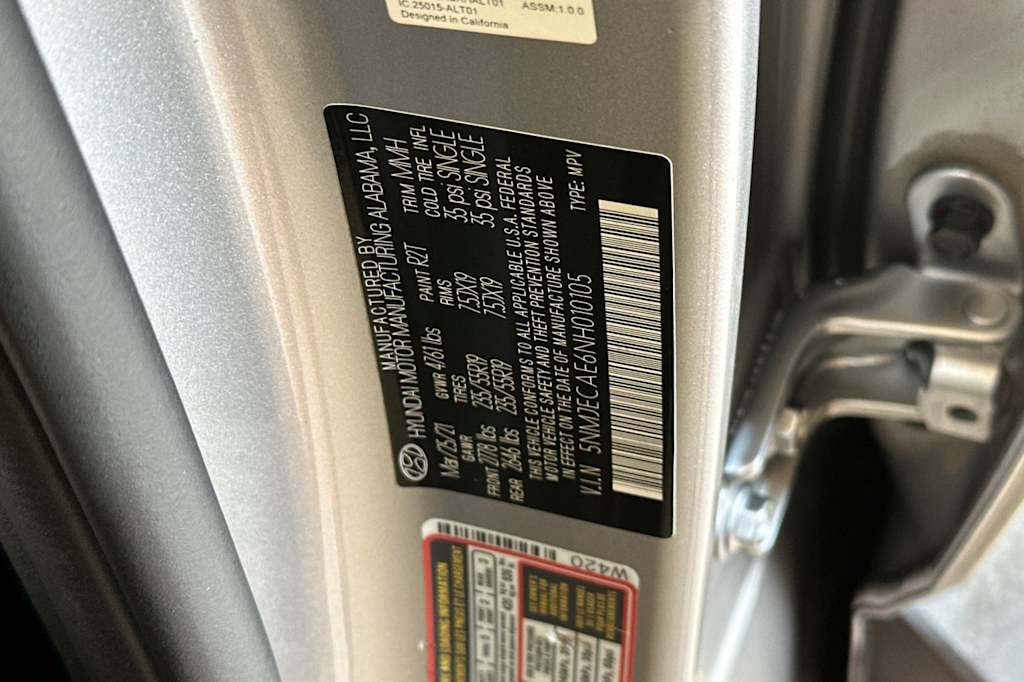 IC:25015-ALT01
Designed in California
ASSM,1.0.0
MANUFACTURED BY
HYUNDAI MOTOR MANUFACTURING ALABAMA, LLC
Mar/25/21 GVWR 4761 lbs PAINT R2T TRIM MMH
GAWR TIRES RIMS COLD TIRE INFL
FRONT 2778 lbs 235/55R19 7.5JX19 35 psi SINGLE
REAR 2646 lbs 235/55R19 7.5JX19 35 psi SINGLE
THIS VEHICLE CONFORMS TO ALL APPLICABLE U.S.A. FEDERAL
MOTOR VEHICLE SAFETY AND THEFT PREVENTION STANDARDS
IN EFFECT ON THE DATE OF MANUFACTURE SHOWN ABOVE
V.I.N 5NMJECAE6NH010105 TYPE: MPV
W420
AND LOADING INFORMATION